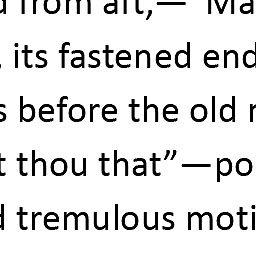 d from aft,—"Ma
, its fastened end
s before the old r
t thou that”—po
d tremulous moti